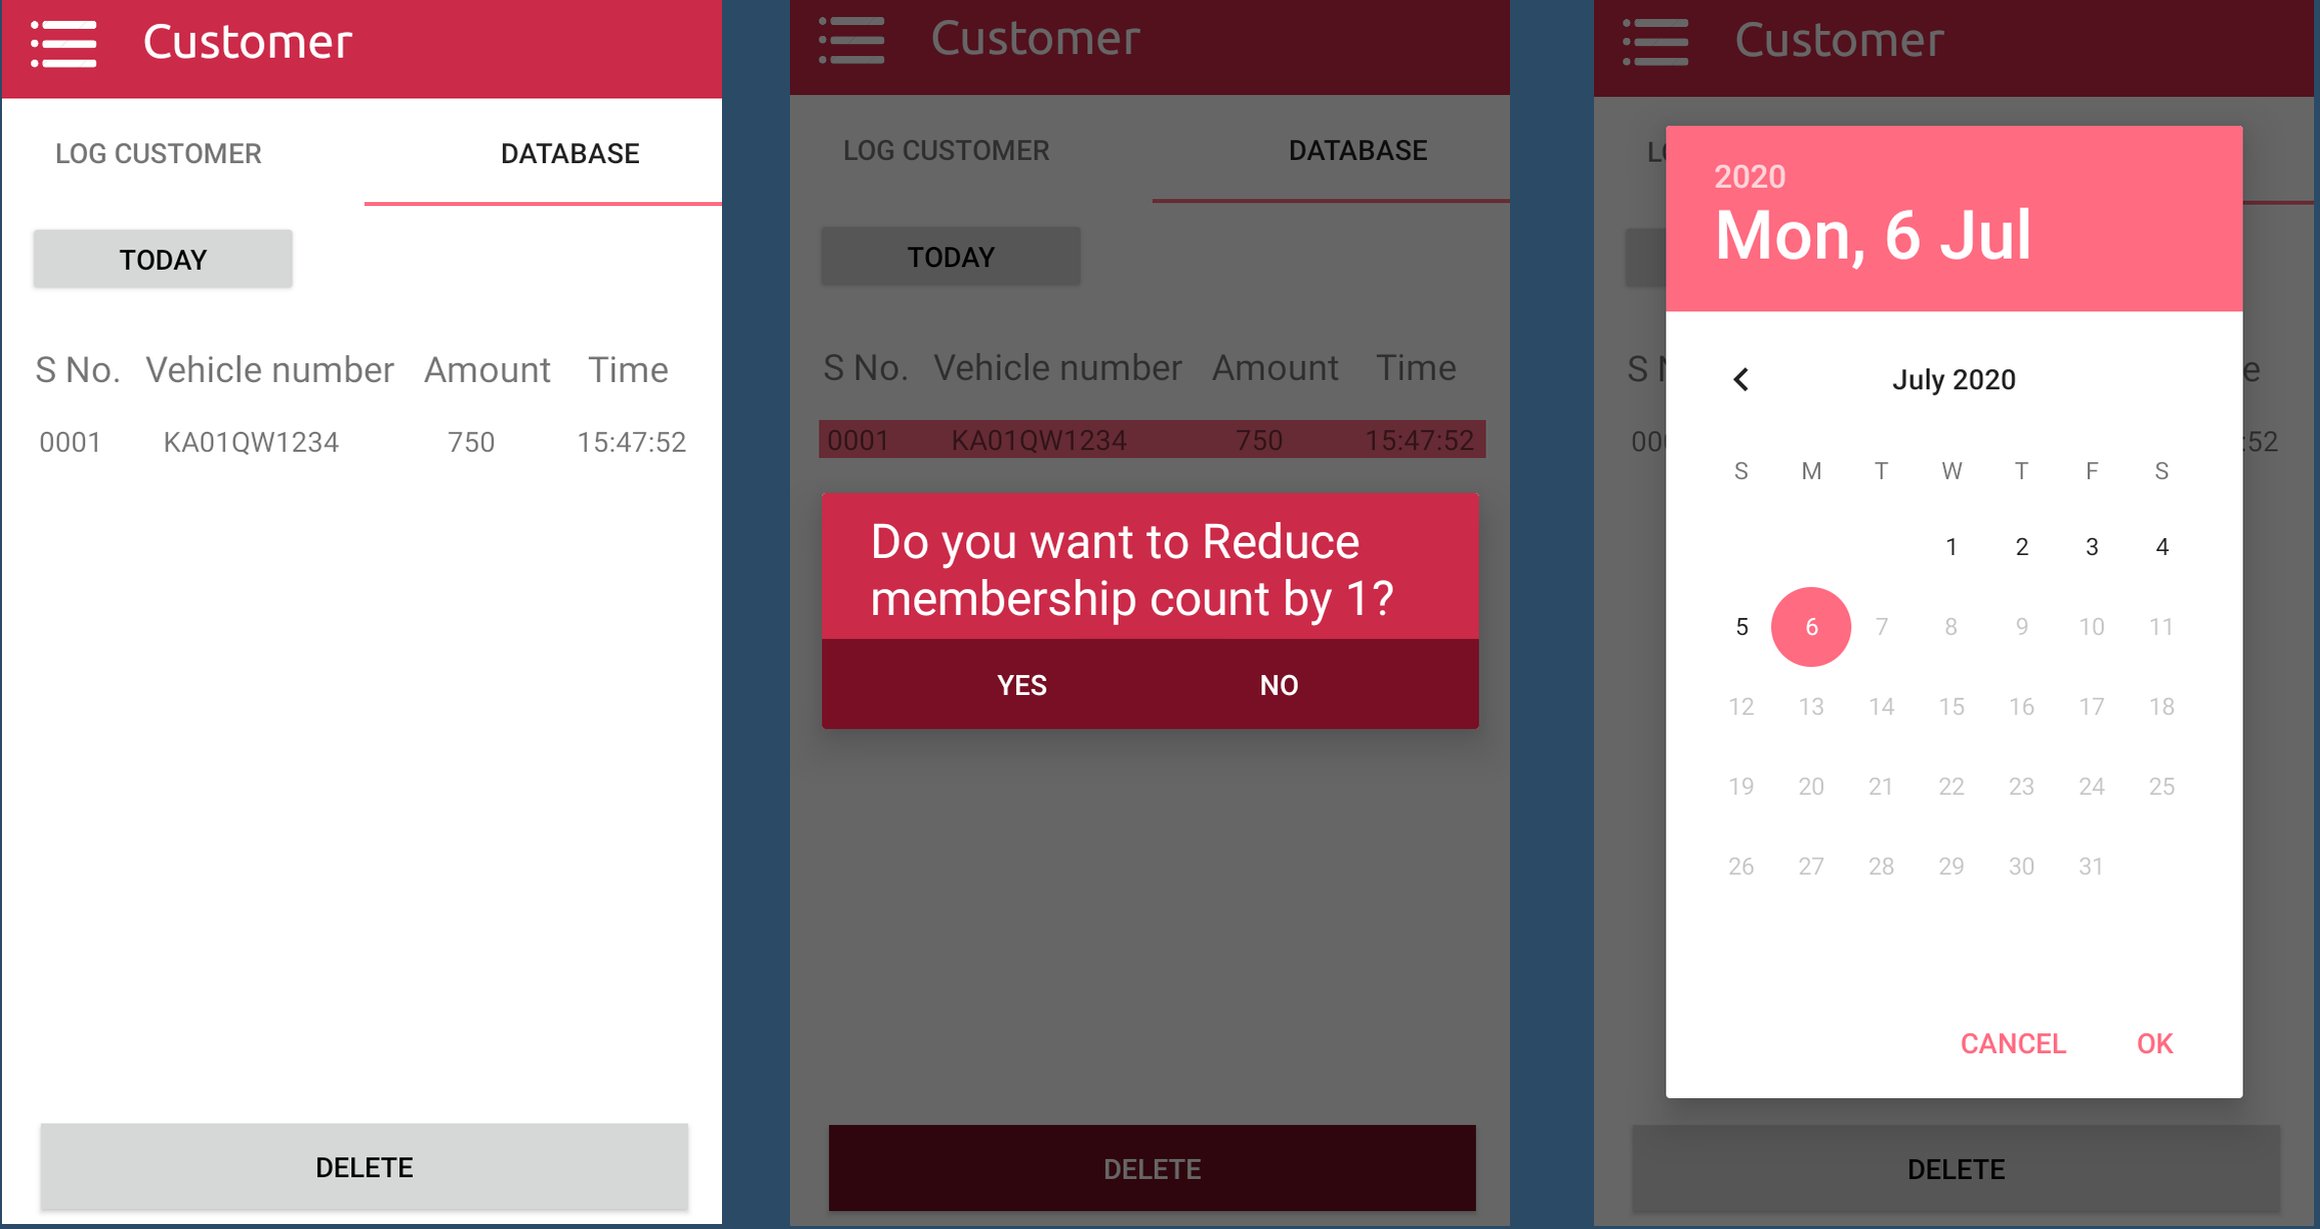 Customer
LOG CUSTOMER DATABASE
TODAY
S No. Vehicle number Amount Time
0001 KA01QW1234 750 15:47:52
DELETE
Customer
LOG CUSTOMER DATABASE
TODAY
S No. Vehicle number Amount Time
0001 KA01QW1234 750 15:47:52
Do you want to Reduce
membership count by 1?
YES NO
DELETE
Customer
2020
Mon, 6 Jul
July 2020
S M T W T F S
1 2 3 4
5 6 7 8 9 10 11
12 13 14 15 16 17 18
19 20 21 22 23 24 25
26 27 28 29 30 31
CANCEL OK
DELETE